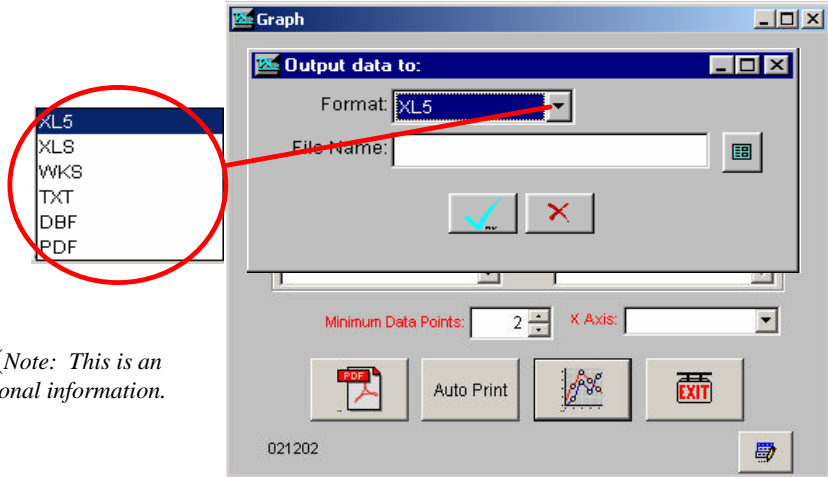 Graph
Output data to:
Format: XL5
File Name:
XL5
XLS
WKS
TXT
DBF
PDF
Minimum Data Points: 2 X Axis:
(Note: This is an
onal information.
PDF
Auto Print
EXIT
021202